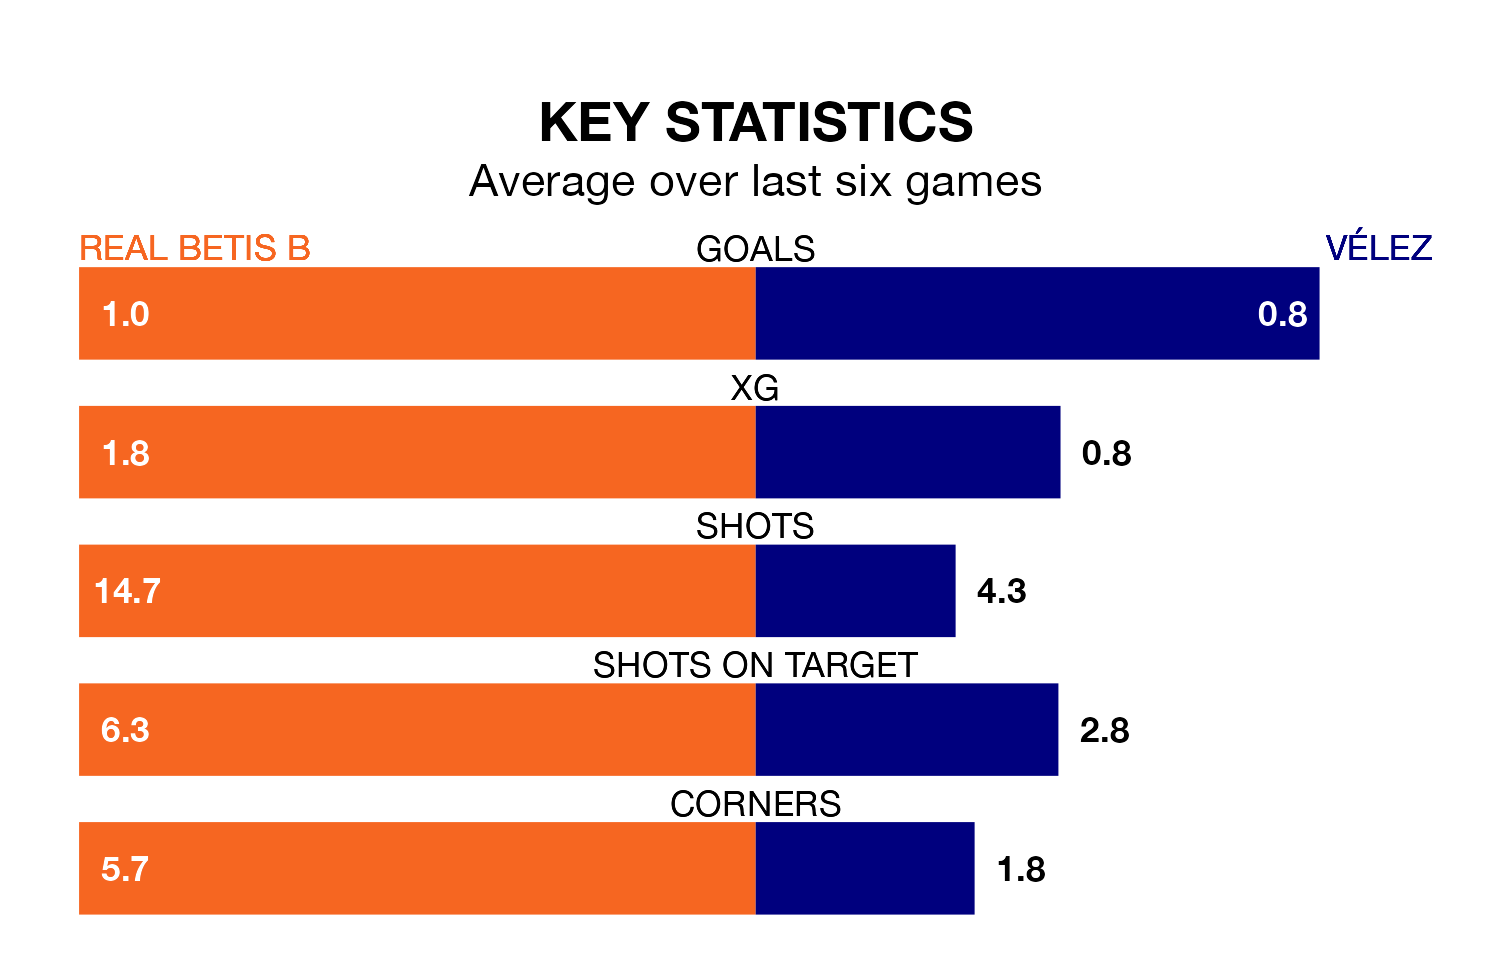 KEY STATISTICS
Average over last six games
REAL BETIS B GOALS VÉLEZ
1.0 0.8
XG
1.8 0.8
SHOTS
14.7 4.3
SHOTS ON TARGET
6.3 2.8
CORNERS
5.7 1.8